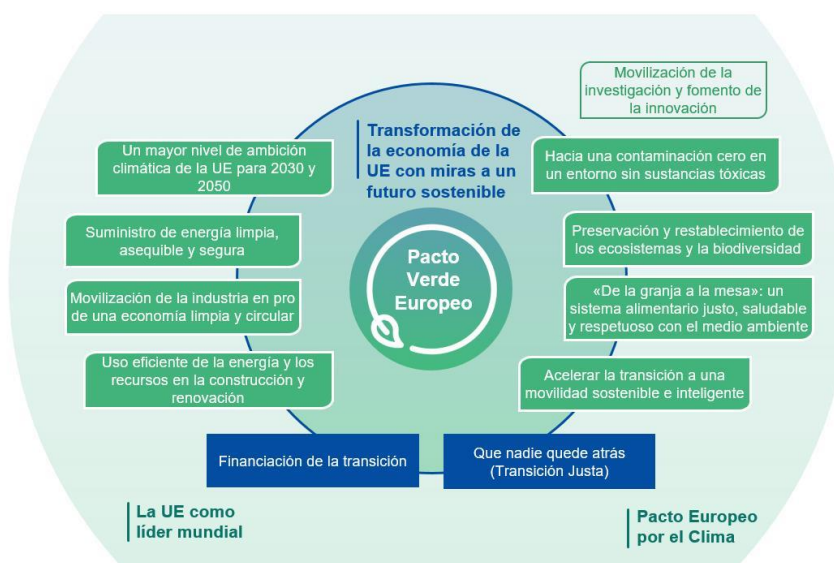 Movilización de la
investigación y fomento de
la innovación
Transformación de
la economía de la
UE con miras a un
futuro sostenible
Un mayor nivel de ambición
climática de la UE para 2030 y
2050
Hacia una contaminación cero en
un entorno sin sustancias tóxicas
Suministro de energía limpia,
asequible y segura
Preservación y restablecimiento de
los ecosistemas y la biodiversidad
Pacto
Verde
Europeo
Movilización de la industria en pro
de una economía limpia y circular
«De la granja a la mesa»: un
sistema alimentario justo, saludable
y respetuoso con el medio ambiente
Uso eficiente de la energía y los
recursos en la construcción y
renovación
Acelerar la transición a una
movilidad sostenible e inteligente
Financiación de la transición
Que nadie quede atrás
(Transición Justa)
La UE como
líder mundial
Pacto Europeo
por el Clima